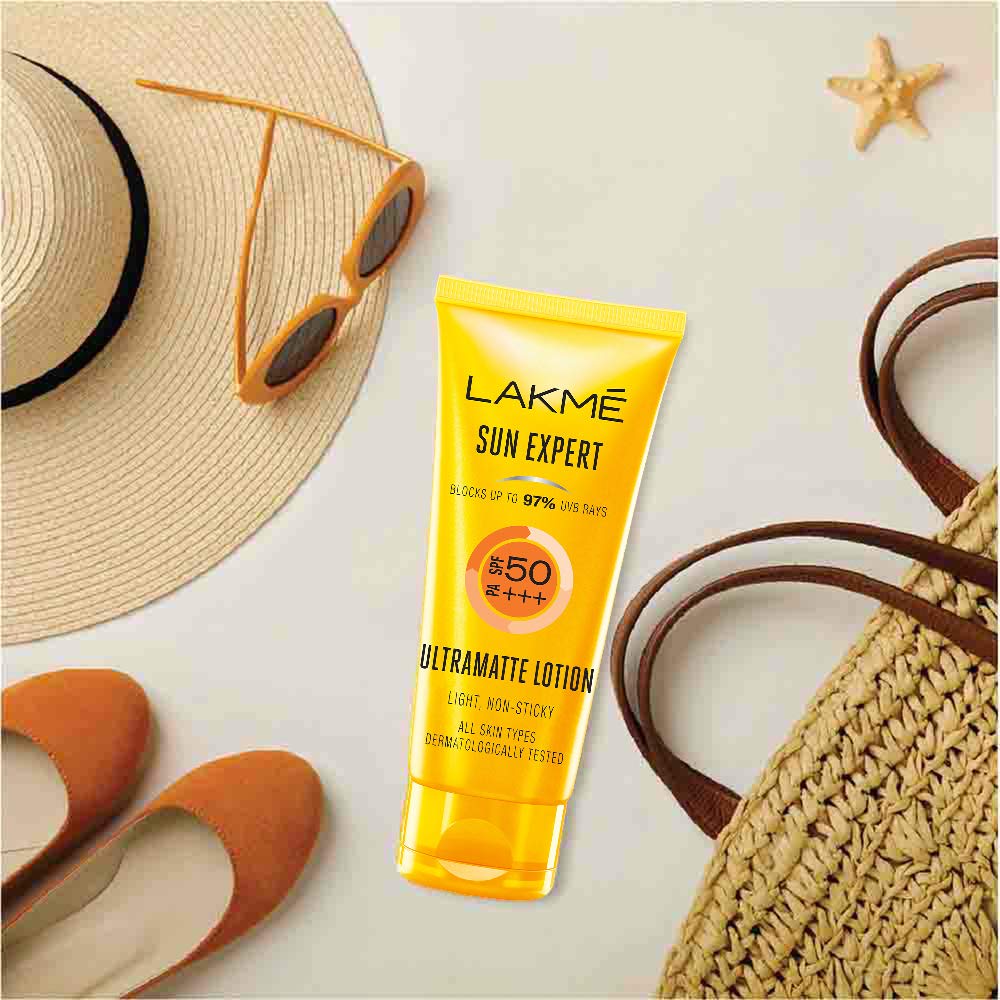 LAKMĒ
SUN EXPERT
BLOCKS UP TO 97% UVB RAYS
SPF 50
PA +++
ULTRAMATTE LOTION
LIGHT, NON-STICKY
ALL SKIN TYPES
DERMATOLOGICALLY TESTED